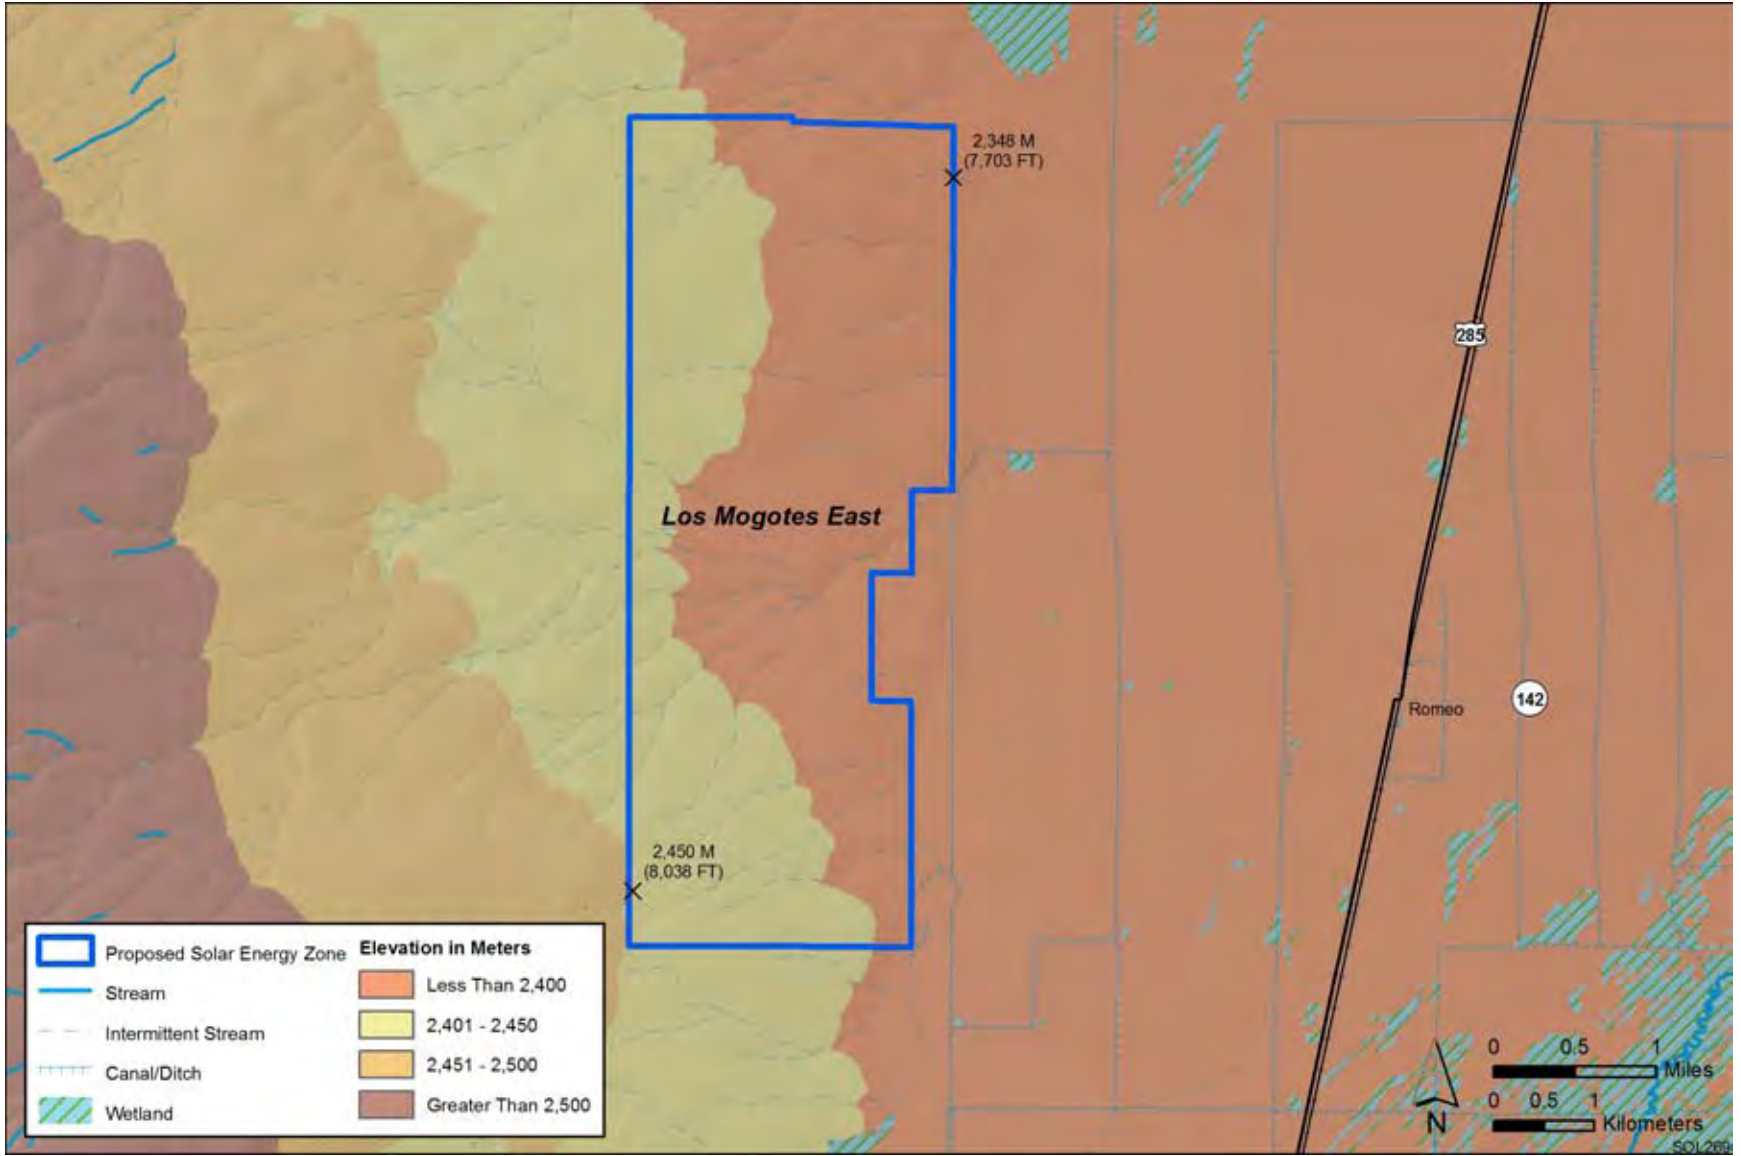 2,348 M
(7,703 FT)
285
Los Mogotes East
142
Romeo
2,450 M
(8,038 FT)
Proposed Solar Energy Zone
Stream
Intermittent Stream
Canal/Ditch
Wetland
Elevation in Meters
Less Than 2,400
2,401 - 2,450
2,451 - 2,500
Greater Than 2,500
N
0 0.5 1
Miles
0 0.5 1
Kilometers
SOL269